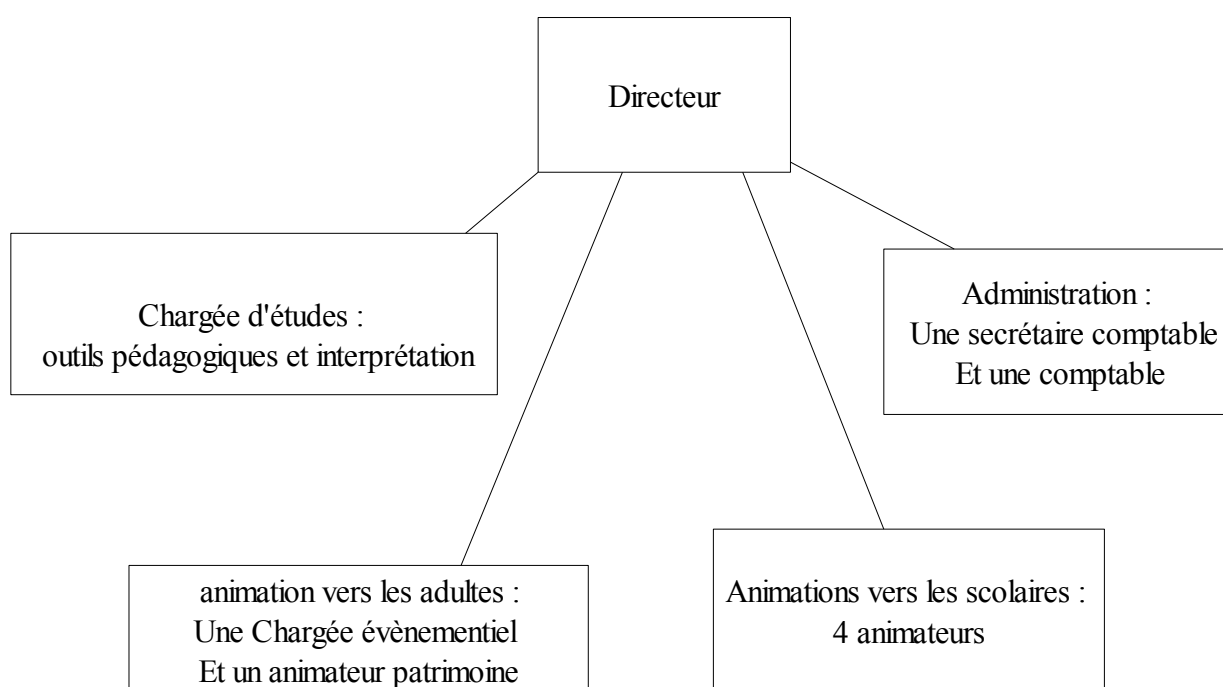 Directeur
Chargée d'études :
outils pédagogiques et interprétation
Administration :
Une secrétaire comptable
Et une comptable
animation vers les adultes :
Une Chargée évènementiel
Et un animateur patrimoine
Animations vers les scolaires :
4 animateurs